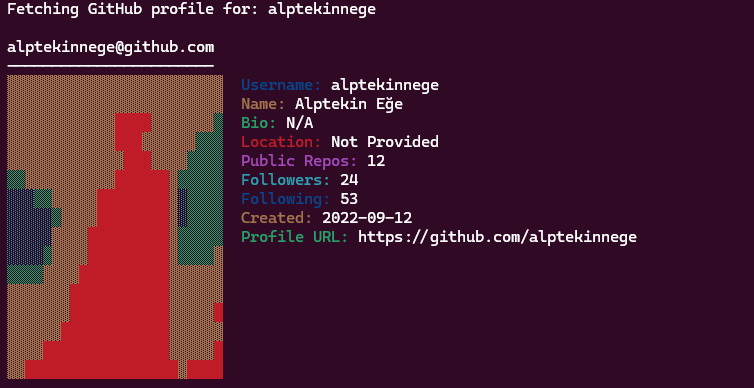 Fetching GitHub profile for: alptekinnege
alptekinnege@github.com
-----------------------
Username: alptekinnege
Name: Alptekin Eğe
Bio: N/A
Location: Not Provided
Public Repos: 12
Followers: 24
Following: 53
Created: 2022-09-12
Profile URL: https://github.com/alptekinnege